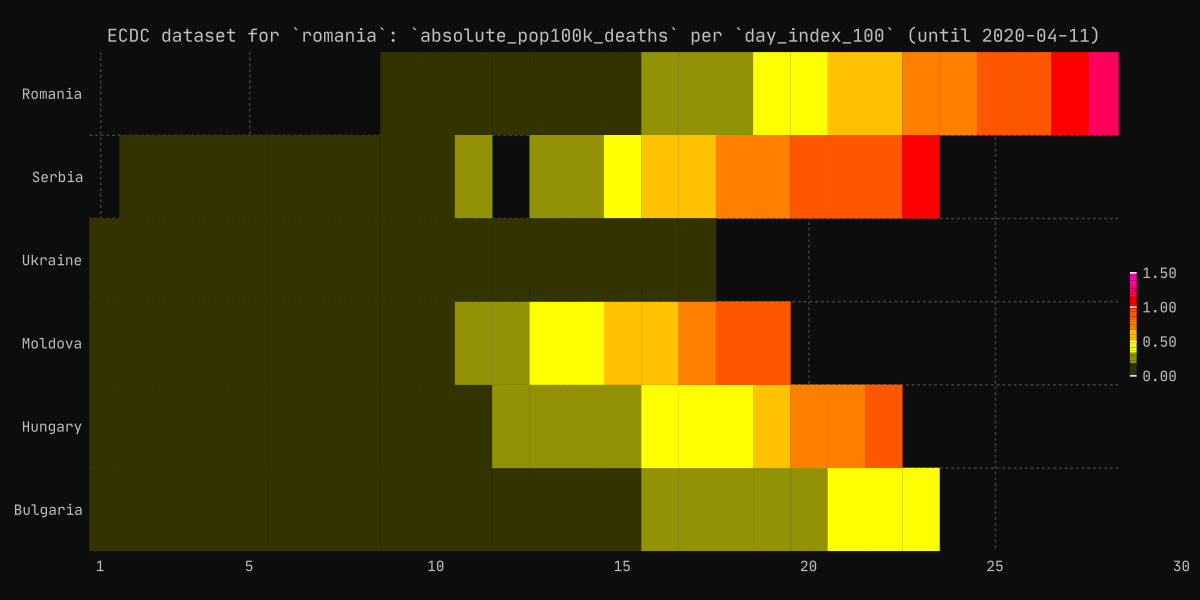 ECDC dataset for `romania`: `absolute_pop100k_deaths` per `day_index_100` (until 2020-04-11)
Romania
Serbia
Ukraine
Moldova
Hungary
Bulgaria
1.50
1.00
0.50
0.00
1 5 10 15 20 25 30